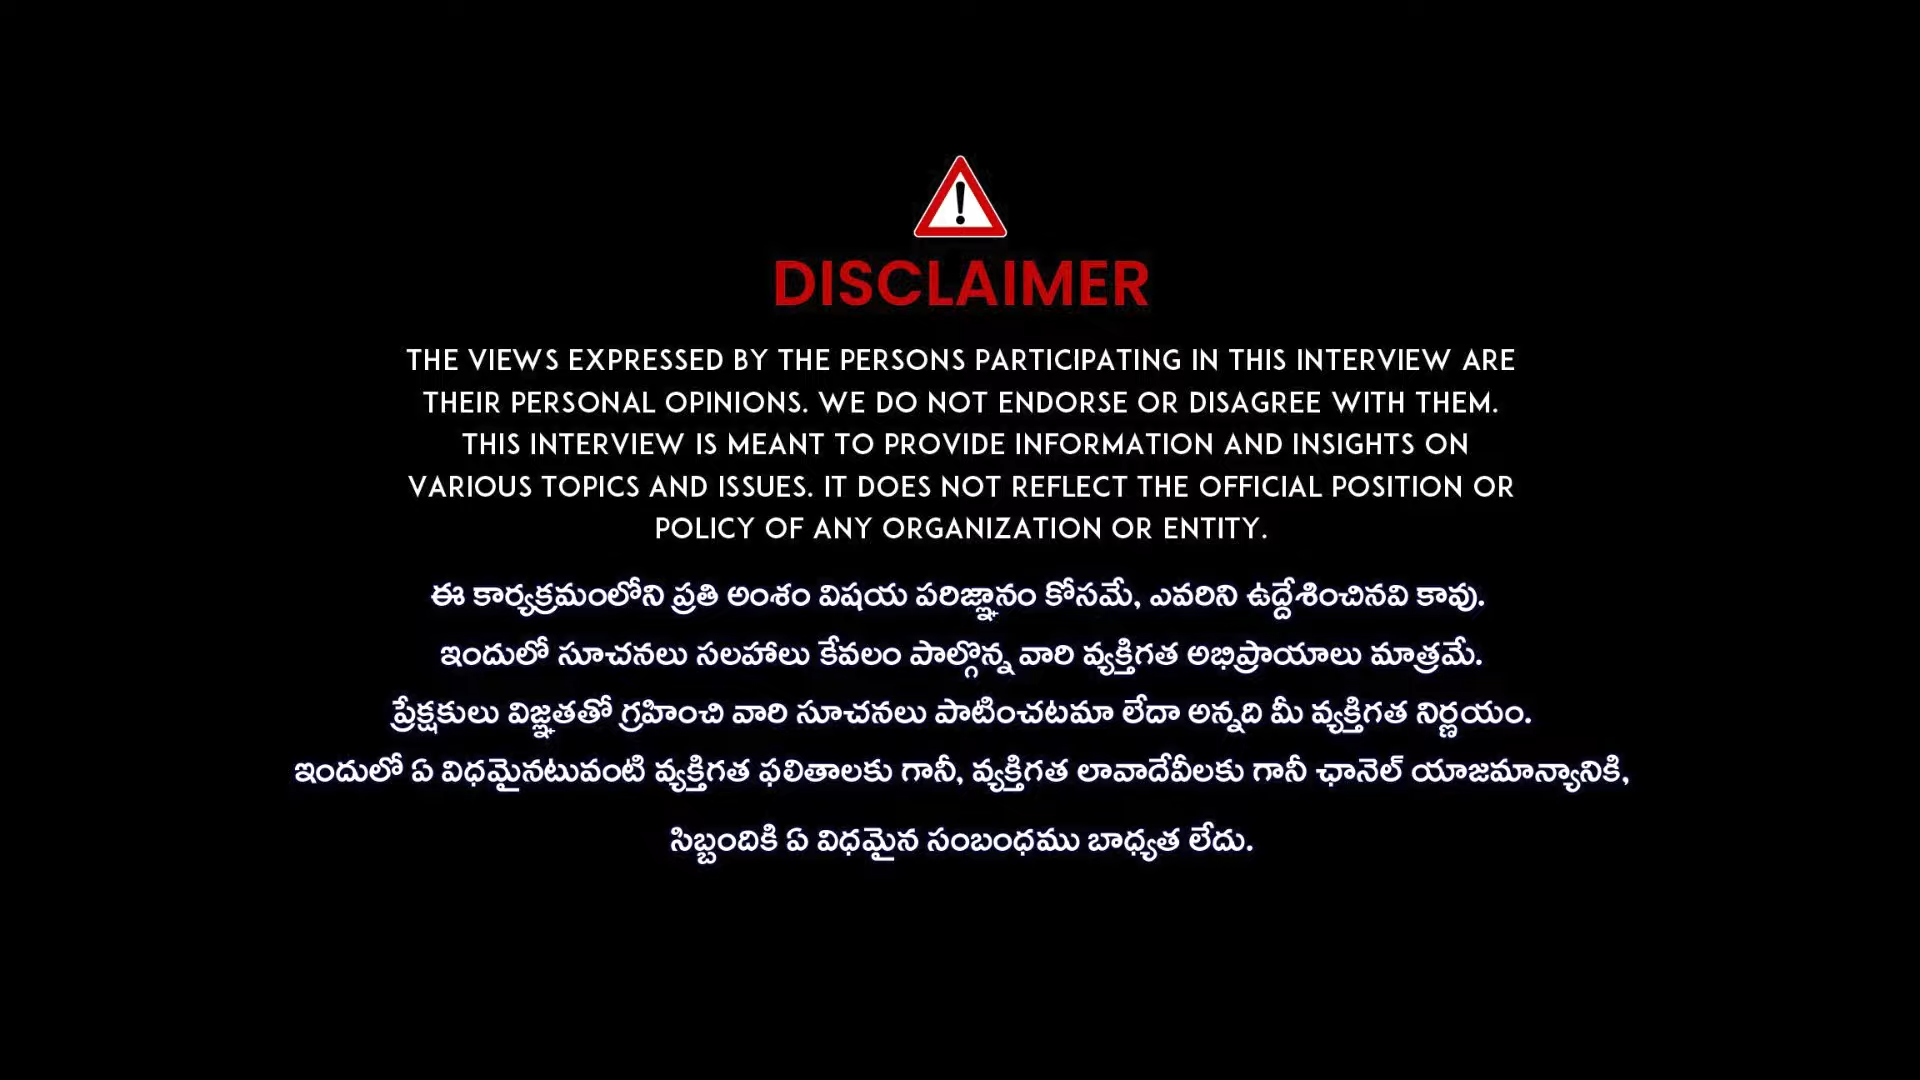 DISCLAIMER
THE VIEWS EXPRESSED BY THE PERSONS PARTICIPATING IN THIS INTERVIEW ARE
THEIR PERSONAL OPINIONS. WE DO NOT ENDORSE OR DISAGREE WITH THEM.
THIS INTERVIEW IS MEANT TO PROVIDE INFORMATION AND INSIGHTS ON
VARIOUS TOPICS AND ISSUES. IT DOES NOT REFLECT THE OFFICIAL POSITION OR
POLICY OF ANY ORGANIZATION OR ENTITY.
ఈ కార్యక్రమంలోని ప్రతి అంశం విషయ పరిజ్ఞానం కోసమే, ఎవరిని ఉద్దేశించినవి కావు.
ఇందులో సూచనలు సలహాలు కేవలం పాల్గొన్న వారి వ్యక్తిగత అభిప్రాయాలు మాత్రమే.
ప్రేక్షకులు విజ్ఞతతో గ్రహించి వారి సూచనలు పాటించటమా లేదా అన్నది మీ వ్యక్తిగత నిర్ణయం.
ఇందులో ఏ విధమైనటువంటి వ్యక్తిగత ఫలితాలకు గానీ, వ్యక్తిగత లావాదేవీలకు గానీ ఛానెల్ యాజమాన్యానికి,
సిబ్బందికి ఏ విధమైన సంబంధము బాధ్యత లేదు.